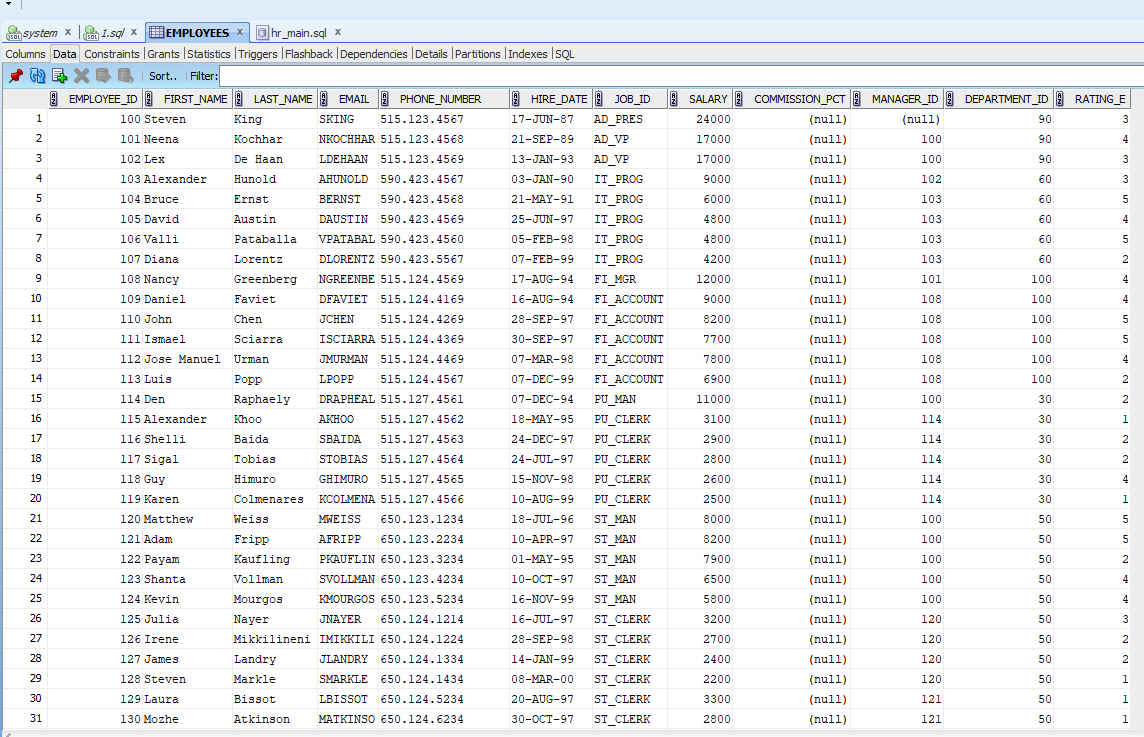 system 1.sql EMPLOYEES hr_main.sql
Columns Data Constraints Grants Statistics Triggers Flashback Dependencies Details Partitions Indexes SQL
Sort.. Filter:
EMPLOYEE_ID FIRST_NAME LAST_NAME EMAIL PHONE_NUMBER HIRE_DATE JOB_ID SALARY COMMISSION_PCT MANAGER_ID DEPARTMENT_ID RATING_E
1 100 Steven King SKING 515.123.4567 17-JUN-87 AD_PRES 24000 (null) (null) 90 3
2 101 Neena Kochhar NKOCHHAR 515.123.4568 21-SEP-89 AD_VP 17000 (null) 100 90 4
3 102 Lex De Haan LDEHAAN 515.123.4569 13-JAN-93 AD_VP 17000 (null) 100 90 3
4 103 Alexander Hunold AHUNOLD 590.423.4567 03-JAN-90 IT_PROG 9000 (null) 102 60 3
5 104 Bruce Ernst BERNST 590.423.4568 21-MAY-91 IT_PROG 6000 (null) 103 60 5
6 105 David Austin DAUSTIN 590.423.4569 25-JUN-97 IT_PROG 4800 (null) 103 60 4
7 106 Valli Pataballa VPATABAL 590.423.4560 05-FEB-98 IT_PROG 4800 (null) 103 60 5
8 107 Diana Lorentz DLORENTZ 590.423.5567 07-FEB-99 IT_PROG 4200 (null) 103 60 2
9 108 Nancy Greenberg NGREENBE 515.124.4569 17-AUG-94 FI_MGR 12000 (null) 101 100 4
10 109 Daniel Faviet DFAVIET 515.124.4169 16-AUG-94 FI_ACCOUNT 9000 (null) 108 100 4
11 110 John Chen JCHEN 515.124.4269 28-SEP-97 FI_ACCOUNT 8200 (null) 108 100 5
12 111 Ismael Sciarra ISCIARRA 515.124.4369 30-SEP-97 FI_ACCOUNT 7700 (null) 108 100 5
13 112 Jose Manuel Urman JMURMAN 515.124.4469 07-MAR-98 FI_ACCOUNT 7800 (null) 108 100 4
14 113 Luis Popp LPOPP 515.124.4567 07-DEC-99 FI_ACCOUNT 6900 (null) 108 100 2
15 114 Den Raphaely DRAPHEAL 515.127.4561 07-DEC-94 PU_MAN 11000 (null) 100 30 2
16 115 Alexander Khoo AKHOO 515.127.4562 18-MAY-95 PU_CLERK 3100 (null) 114 30 1
17 116 Shelli Baida SBAIDA 515.127.4563 24-DEC-97 PU_CLERK 2900 (null) 114 30 2
18 117 Sigal Tobias STOBIAS 515.127.4564 24-JUL-97 PU_CLERK 2800 (null) 114 30 2
19 118 Guy Himuro GHIMURO 515.127.4565 15-NOV-98 PU_CLERK 2600 (null) 114 30 4
20 119 Karen Colmenares KCOLMENA 515.127.4566 10-AUG-99 PU_CLERK 2500 (null) 114 30 1
21 120 Matthew Weiss MWEISS 650.123.1234 18-JUL-96 ST_MAN 8000 (null) 100 50 5
22 121 Adam Fripp AFRIPP 650.123.2234 10-APR-97 ST_MAN 8200 (null) 100 50 5
23 122 Payam Kaufling PKAUFLIN 650.123.3234 01-MAY-95 ST_MAN 7900 (null) 100 50 2
24 123 Shanta Vollman SVOLLMAN 650.123.4234 10-OCT-97 ST_MAN 6500 (null) 100 50 4
25 124 Kevin Mourgos KMOURGOS 650.123.5234 16-NOV-99 ST_MAN 5800 (null) 100 50 4
26 125 Julia Nayer JNAYER 650.124.1214 16-JUL-97 ST_CLERK 3200 (null) 120 50 3
27 126 Irene Mikkilineni IMIKKILI 650.124.1224 28-SEP-98 ST_CLERK 2700 (null) 120 50 2
28 127 James Landry JLANDRY 650.124.1334 14-JAN-99 ST_CLERK 2400 (null) 120 50 2
29 128 Steven Markle SMARKLE 650.124.1434 08-MAR-00 ST_CLERK 2200 (null) 120 50 1
30 129 Laura Bissot LBISSOT 650.124.5234 20-AUG-97 ST_CLERK 3300 (null) 121 50 1
31 130 Mozhe Atkinson MATKINSO 650.124.6234 30-OCT-97 ST_CLERK 2800 (null) 121 50 1